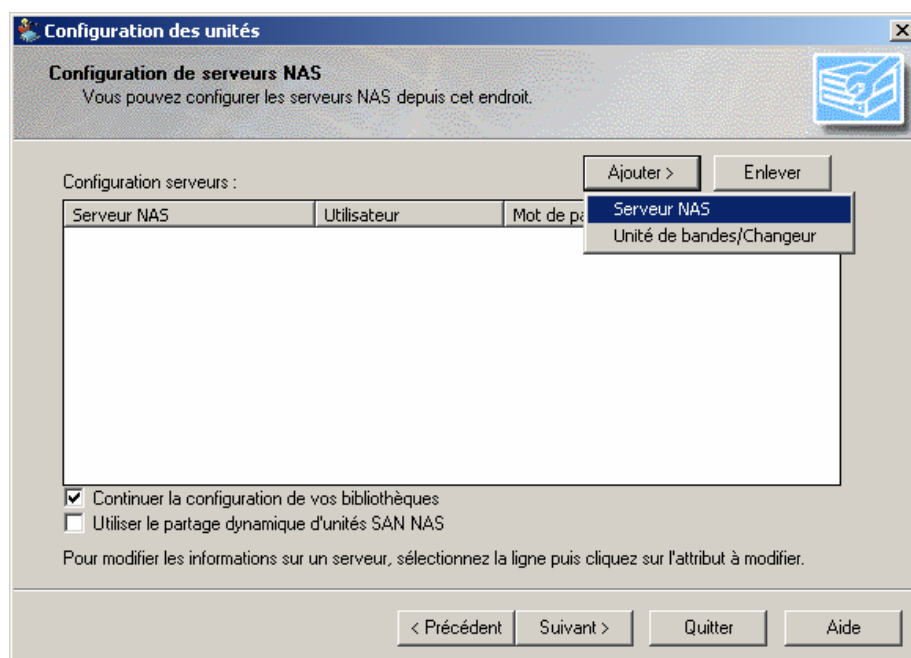 Configuration des unités
Configuration de serveurs NAS
Vous pouvez configurer les serveurs NAS depuis cet endroit.
Configuration serveurs :
Ajouter >
Enlever
Serveur NAS
Utilisateur
Mot de
Serveur NAS
Unité de bandes/Changeur
Continuer la configuration de vos bibliothèques
Utiliser le partage dynamique d'unités SAN NAS
Pour modifier les informations sur un serveur, sélectionnez la ligne puis cliquez sur l'attribut à modifier.
< Précédent
Suivant >
Quitter
Aide